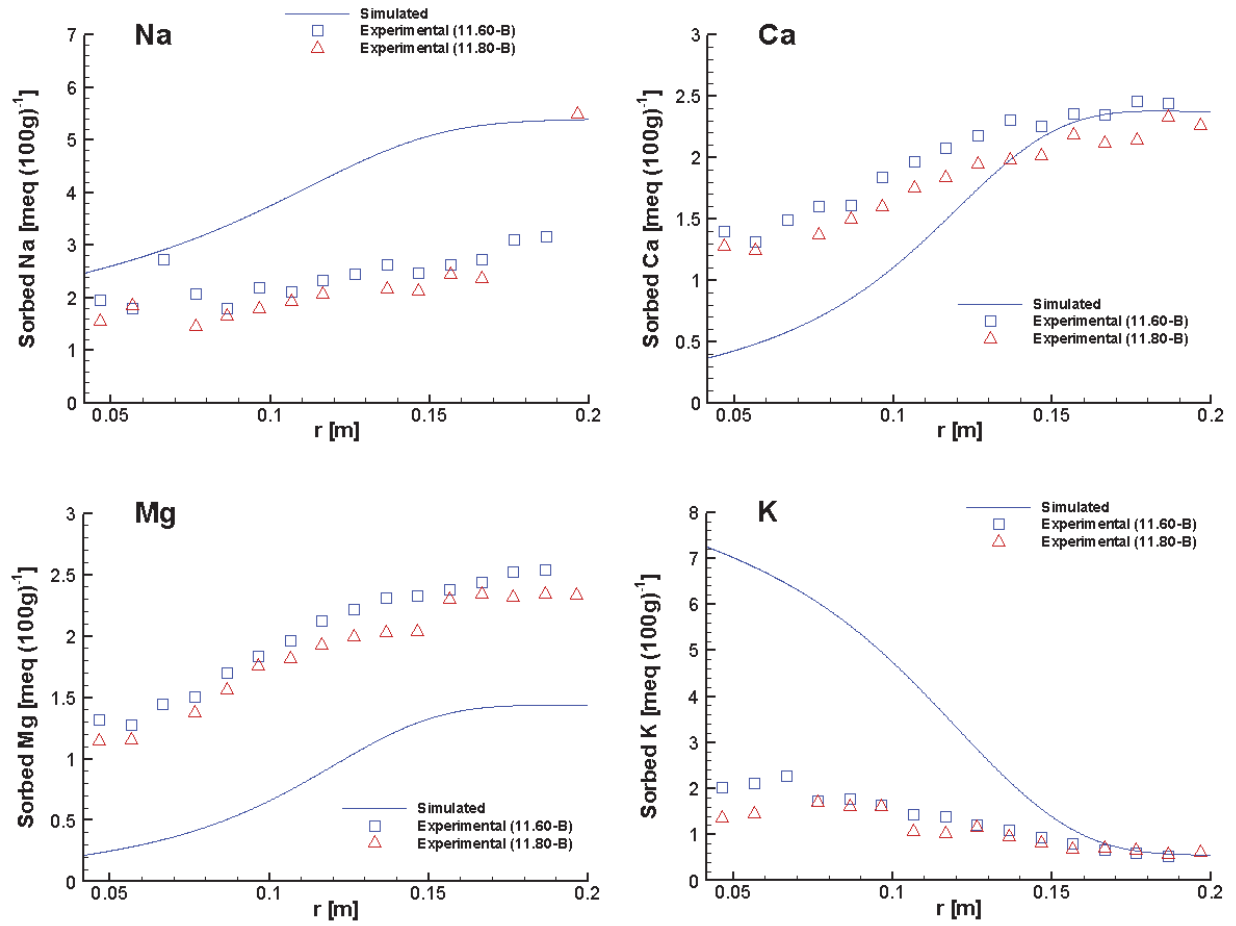 Na
Simulated
Experimental (11.60-B)
Experimental (11.80-B)
Sorbed Na [meq (100g)-1]
7
6
5
4
3
2
1
0
0.05
0.1
0.15
0.2
r [m]
Ca
Simulated
Experimental (11.60-B)
Experimental (11.80-B)
Sorbed Ca [meq (100g)-1]
3
2.5
2
1.5
1
0.5
0
0.05
0.1
0.15
0.2
r [m]
Mg
Simulated
Experimental (11.60-B)
Experimental (11.80-B)
Sorbed Mg [meq (100g)-1]
3
2.5
2
1.5
1
0.5
0
0.05
0.1
0.15
0.2
r [m]
K
Simulated
Experimental (11.60-B)
Experimental (11.80-B)
Sorbed K [meq (100g)-1]
8
7
6
5
4
3
2
1
0
0.05
0.1
0.15
0.2
r [m]